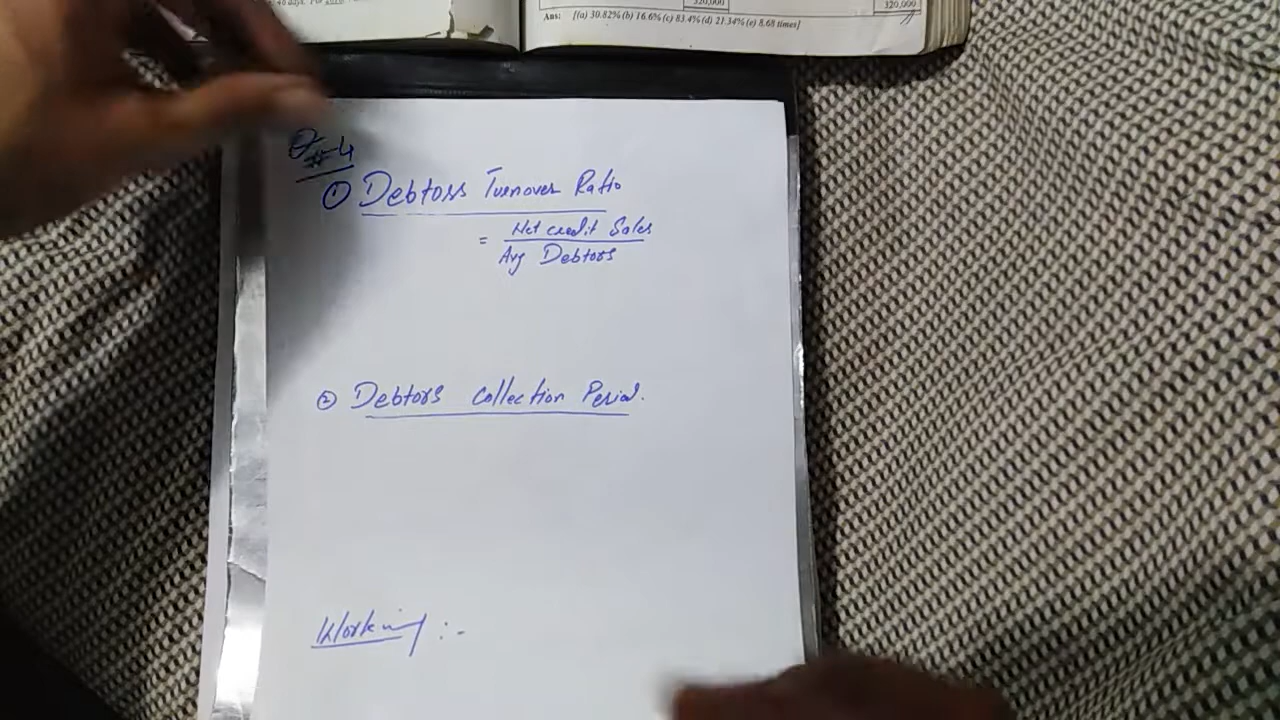 320,000
320,000
Ans: [(a) 30.82% (b) 16.6% (c) 83.4% (d) 21.34% (e) 8.68 times]
Q
#4
① Debtors Turnover Ratio
= Net credit Sales
Avg Debtors
② Debtors Collection Period.
Working :-